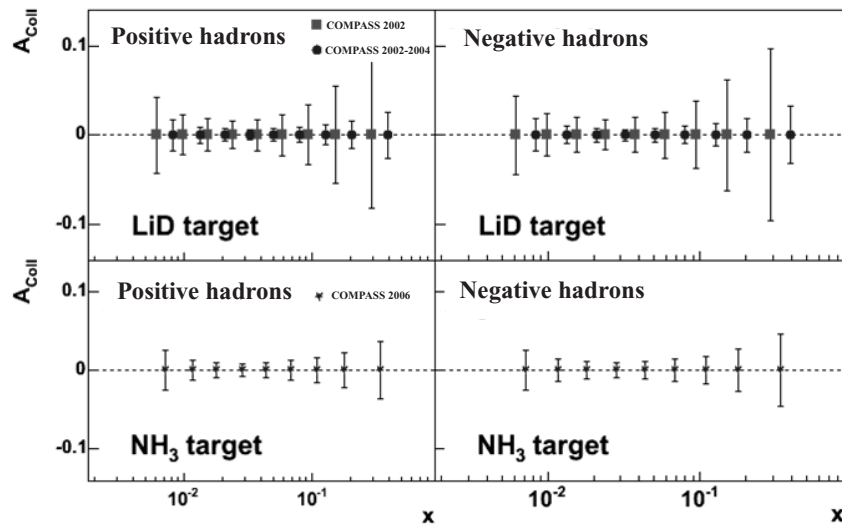 A_Coll
0.1
0
-0.1
Positive hadrons
COMPASS 2002
COMPASS 2002-2004
LiD target
Negative hadrons
LiD target
A_Coll
0.1
0
-0.1
Positive hadrons
COMPASS 2006
NH₃ target
Negative hadrons
NH₃ target
10⁻²
10⁻¹
x
10⁻²
10⁻¹
x